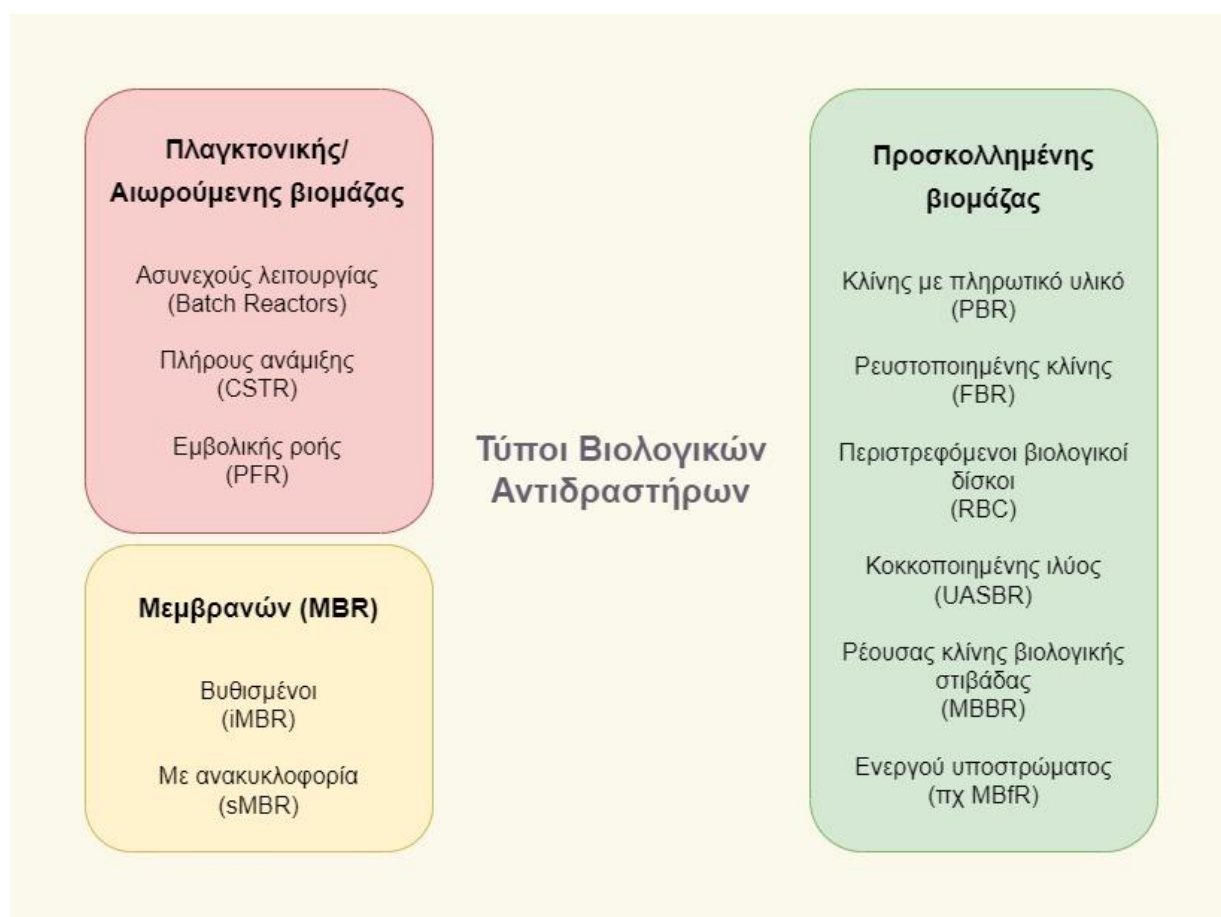 Πλαγκτονικής/
Αιωρούμενης βιομάζας
Ασυνεχούς λειτουργίας
(Batch Reactors)
Πλήρους ανάμιξης
(CSTR)
Εμβολικής ροής
(PFR)
Μεμβρανών (MBR)
Βυθισμένοι
(iMBR)
Με ανακυκλοφορία
(sMBR)
Τύποι Βιολογικών
Αντιδραστήρων
Προσκολλημένης
βιομάζας
Κλίνης με πληρωτικό υλικό
(PBR)
Ρευστοποιημένης κλίνης
(FBR)
Περιστρεφόμενοι βιολογικοί
δίσκοι
(RBC)
Κοκκοποιημένης ιλύος
(UASBR)
Ρέουσας κλίνης βιολογικής
στιβάδας
(MBBR)
Ενεργού υποστρώματος
(πχ MBfR)